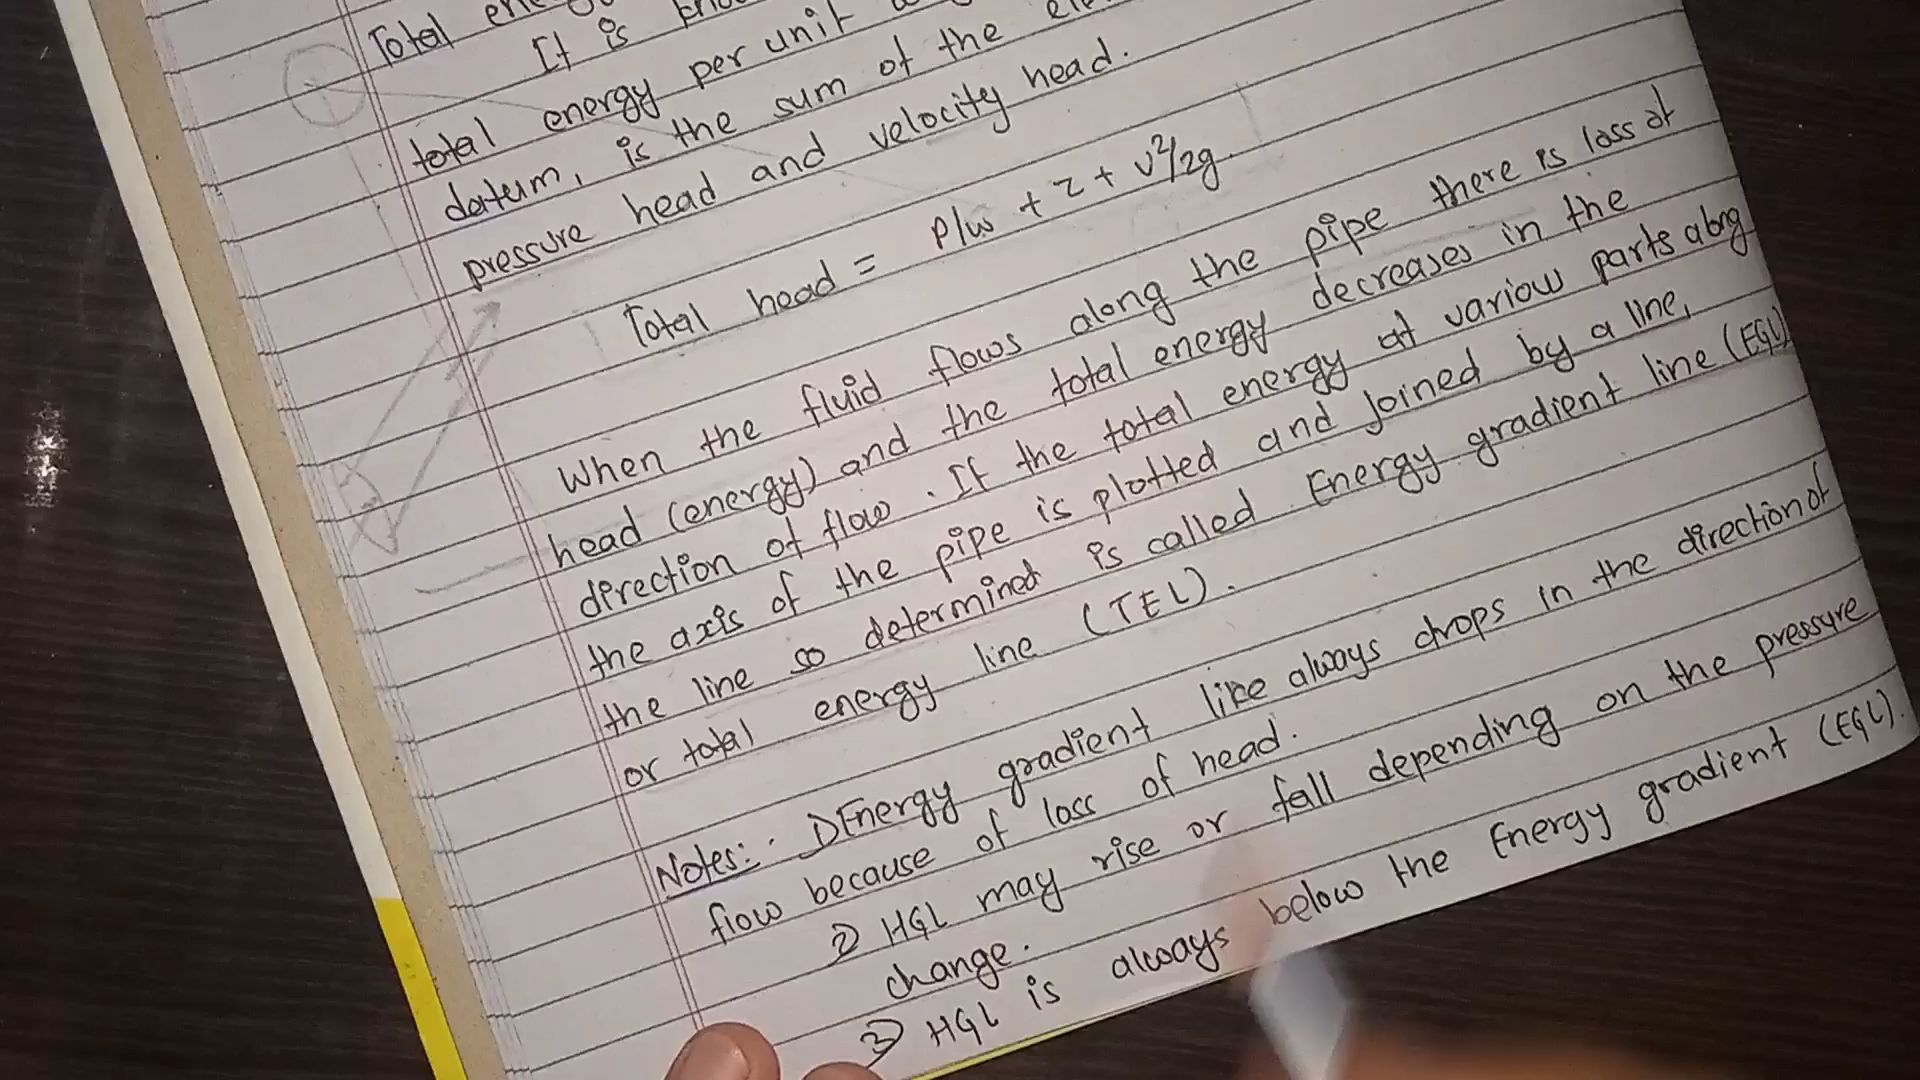 Total
It is
total energy per unit
datum, is the sum of the
pressure head and velocity head.
Total head = P/w + z + v²/2g.
When the fluid flows along the pipe there is loss of
head (energy) and the total energy decreases in the
direction of flow. If the total energy at various parts along
the axis of the pipe is plotted and joined by a line,
the line so determined is called Energy gradient line (EGL)
or total energy line (TEL).
Notes:- 1) Energy gradient like always drops in the direction of
flow because of loss of head.
2) HGL may rise or fall depending on the pressure
change.
3) HGL is always below the Energy gradient (EGL).